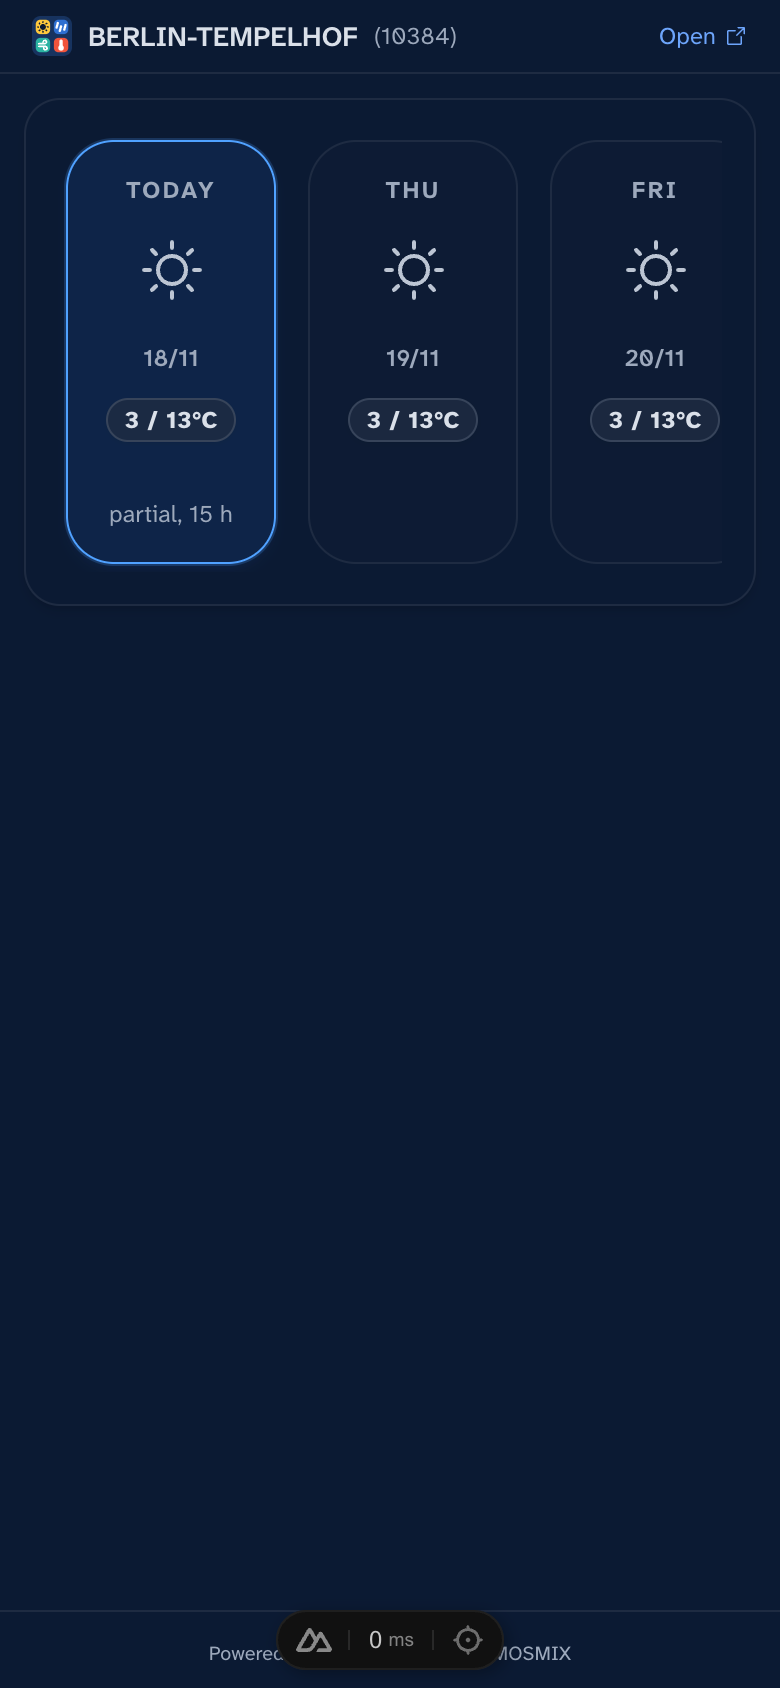 BERLIN-TEMPELHOF (10384) Open
TODAY THU FRI
18/11 19/11 20/11
3 / 13°C 3 / 13°C 3 / 13°C
partial, 15 h
0 ms